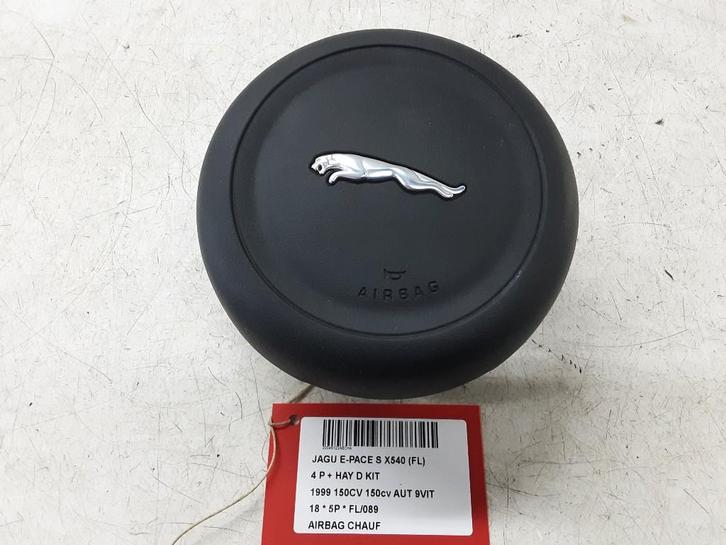 AIRBAG
JAGU E-PACE S X540 (FL)
4 P + HAY D KIT
1999 150CV 150cv AUT 9VIT
18 * 5P * FL/089
AIRBAG CHAUF